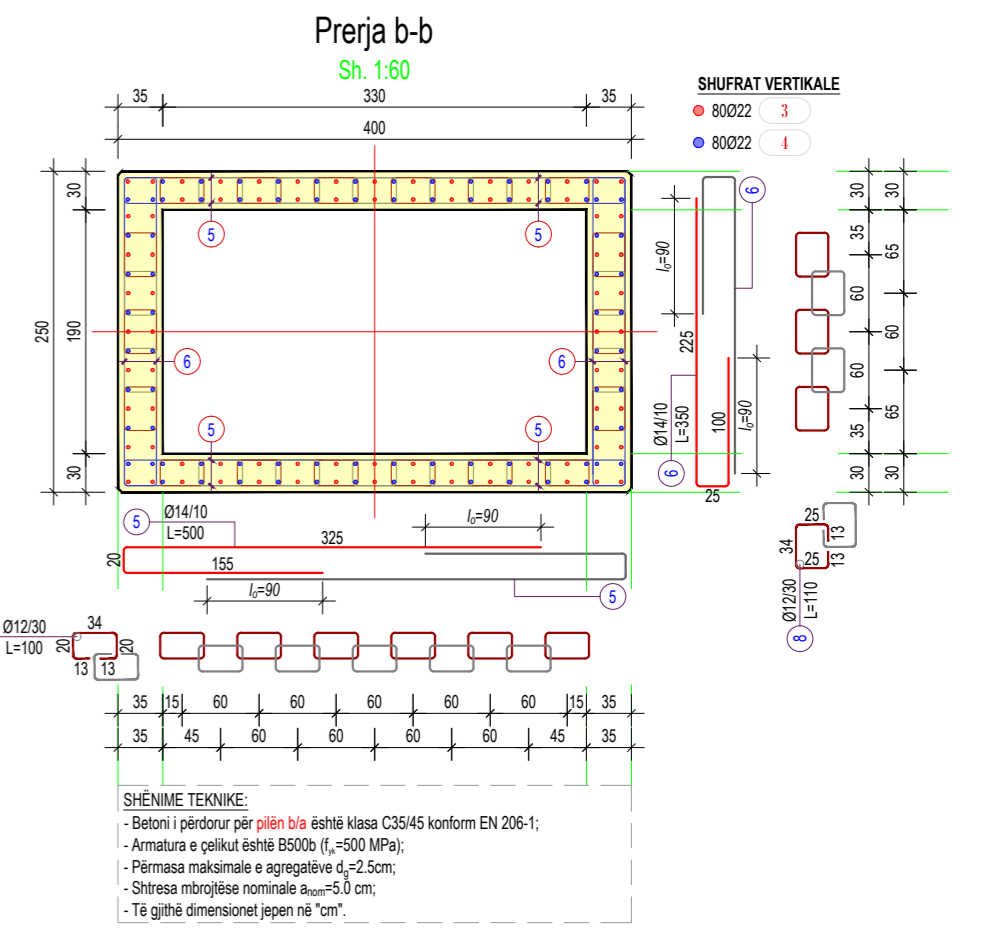 Prerja b-b
Sh. 1:60
SHUFRAT VERTIKALE
80Ø22 3
80Ø22 4
35 330 35
400
30
250 190
30
5 5
6 6
5 5
lo=90
225
Ø14/10
L=350
6
100
lo=90
25
6
30 30
35 65
60
60
60
65
35
30 30
5
Ø14/10
L=500
325
lo=90
20
155
lo=90
5
25
13
34
25
13
Ø12/30
L=110
8
Ø12/30
L=100
34
20 20
13 13
35 15 60 60 60 60 60 15 35
35 45 60 60 60 60 45 35
SHËNIME TEKNIKE:
- Betoni i përdorur për pilën b/a është klasa C35/45 konform EN 206-1;
- Armatura e çelikut është B500b (fyk=500 MPa);
- Përmasa maksimale e agregatëve dg=2.5cm;
- Shtresa mbrojtëse nominale anom=5.0 cm;
- Të gjithë dimensionet jepen në "cm".